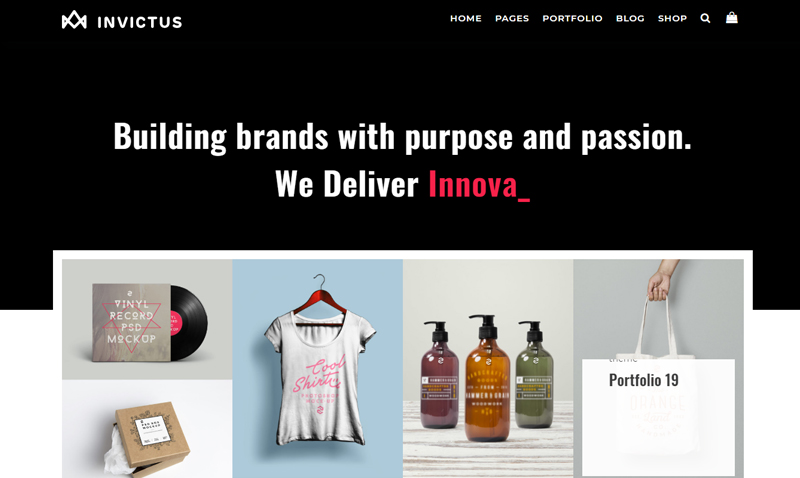 INVICTUS
HOME PAGES PORTFOLIO BLOG SHOP
Building brands with purpose and passion.
We Deliver Innova_
VINYL
RECORD
PSD
MOCKUP
Cool
Shirt
Portfolio 19
ORANGE